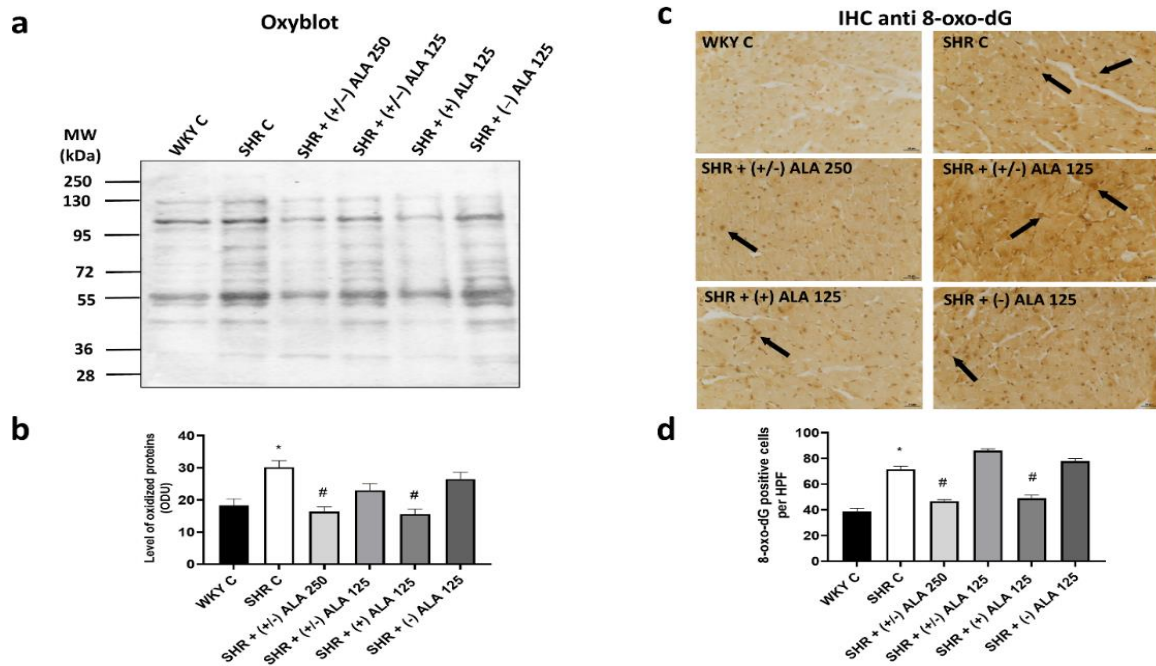 a
Oxyblot
WKY C
SHR C
SHR + (+/–) ALA 250
SHR + (+/–) ALA 125
SHR + (+) ALA 125
SHR + (–) ALA 125
MW
(kDa)
250
130
95
72
55
36
28
b
Level of oxidized proteins
(ODU)
40
30
20
10
0
*
#
#
WKY C
SHR C
SHR + (+/-) ALA 250
SHR + (+/-) ALA 125
SHR + (+) ALA 125
SHR + (-) ALA 125
c
IHC anti 8-oxo-dG
WKY C
SHR C
SHR + (+/-) ALA 250
SHR + (+/-) ALA 125
SHR + (+) ALA 125
SHR + (-) ALA 125
d
8-oxo-dG positive cells
per HPF
100
80
60
40
20
0
*
#
#
WKY C
SHR C
SHR + (+/-) ALA 250
SHR + (+/-) ALA 125
SHR + (+) ALA 125
SHR + (-) ALA 125